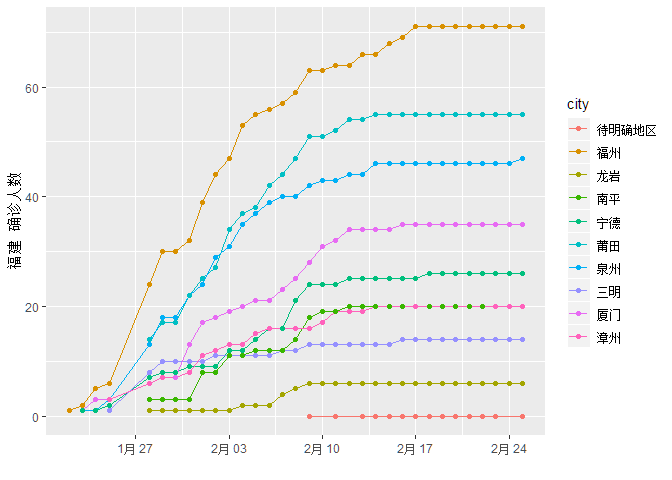 福建 确诊人数
60
40
20
0
1月 27
2月 03
2月 10
2月 17
2月 24
city
待明确地区
福州
龙岩
南平
宁德
莆田
泉州
三明
厦门
漳州